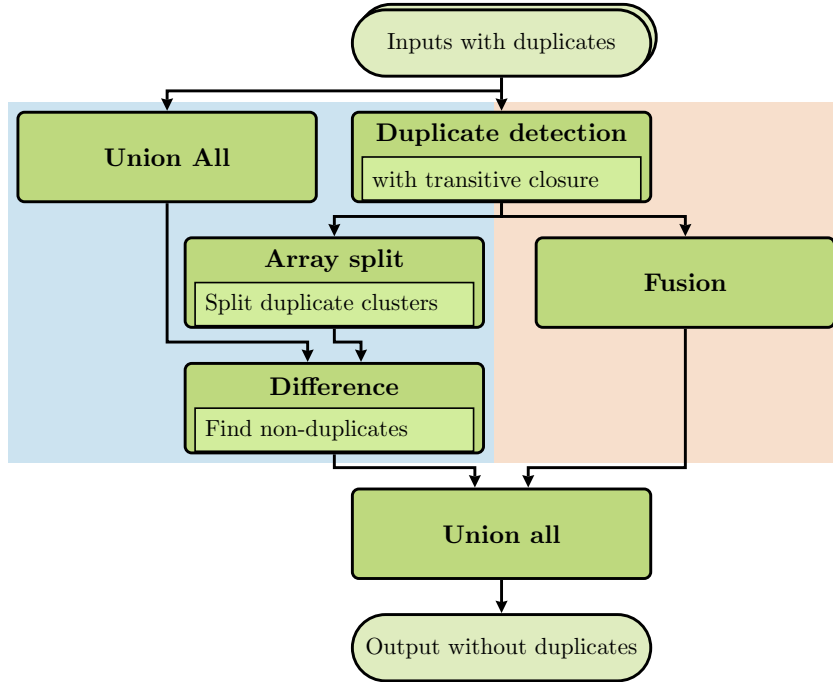 Inputs with duplicates
Union All
Duplicate detection
with transitive closure
Array split
Split duplicate clusters
Fusion
Difference
Find non-duplicates
Union all
Output without duplicates